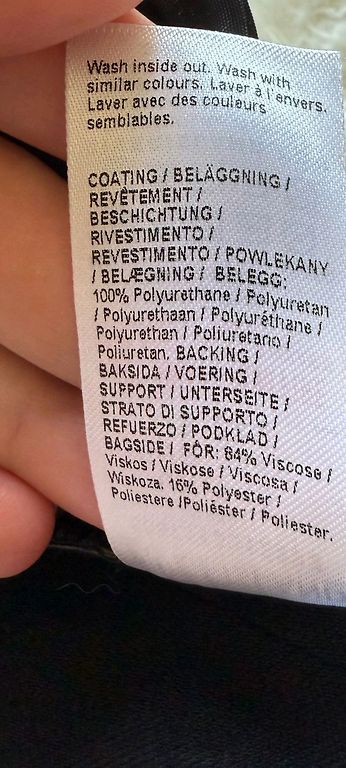 Wash inside out. Wash with
similar colours. Laver à l'envers.
Laver avec des couleurs
semblables.
COATING / BELÄGGNING /
REVÊTEMENT /
BESCHICHTUNG /
RIVESTIMENTO /
REVESTIMENTO / POWLEKANY
/ BELÆGNING / BELEGG:
100% Polyurethane / Polyuretan
/ Polyurethaan / Polyuréthane /
Polyurethan / Poliuretano /
Poliuretan. BACKING /
BAKSIDA / VOERING /
SUPPORT / UNTERSEITE /
STRATO DI SUPPORTO /
REFUERZO / PODKLAD /
BAGSIDE / FÔR: 84% Viscose /
Viskos / Viskose / Viscosa /
Wiskoza. 16% Polyester /
Poliestere /Poliéster / Poliester.